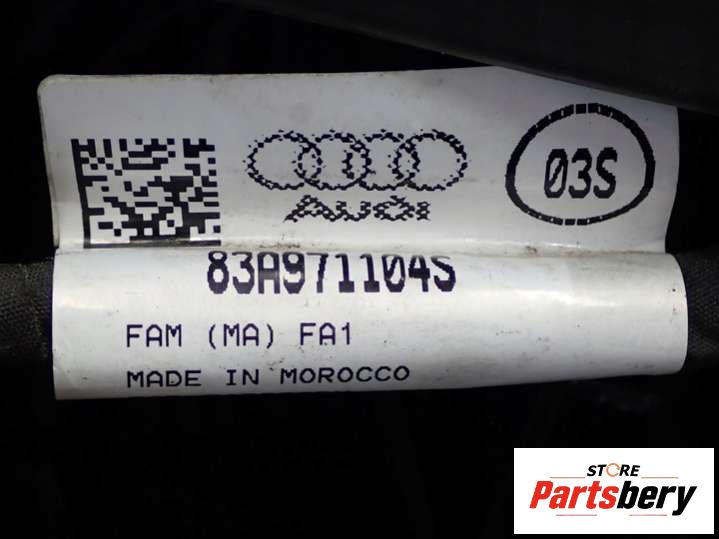 Audi
03S
83A971104S
FAM (MA) FA1
MADE IN MOROCCO
STORE
Partsbery